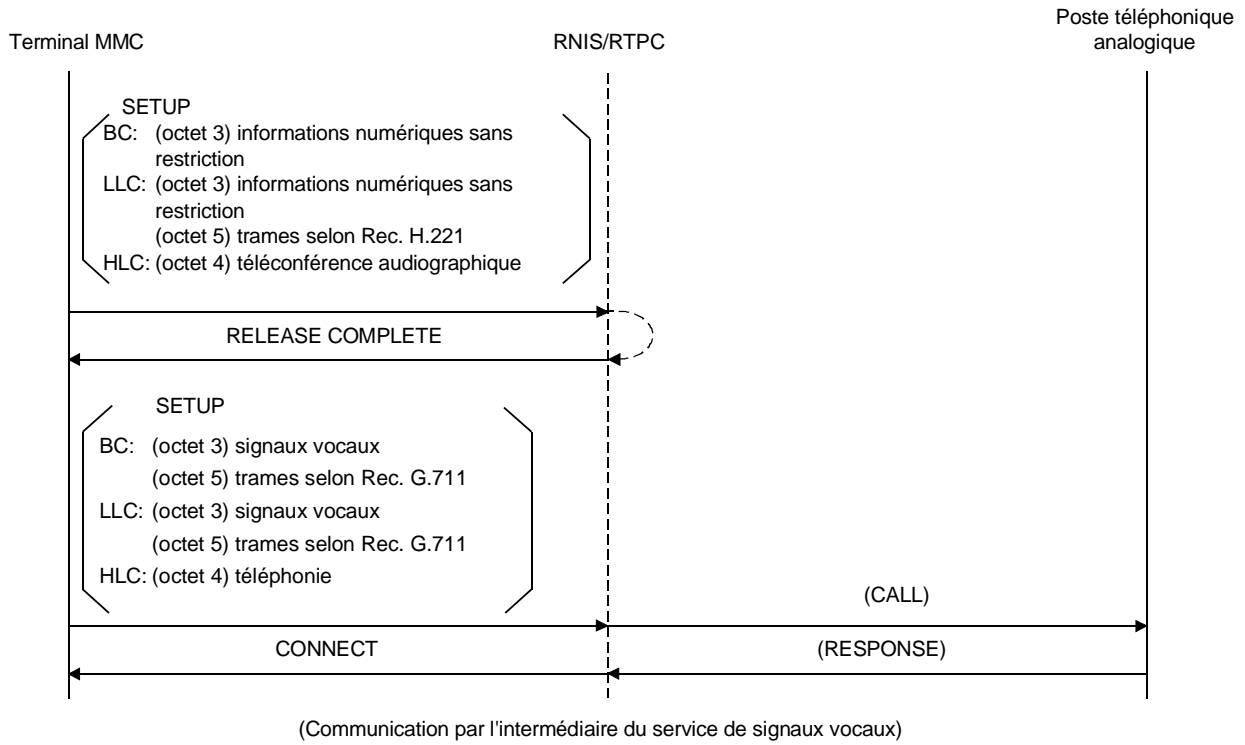 Terminal MMC
RNIS/RTPC
Poste téléphonique
analogique
SETUP
BC: (octet 3) informations numériques sans
restriction
LLC: (octet 3) informations numériques sans
restriction
(octet 5) trames selon Rec. H.221
HLC: (octet 4) téléconférence audiographique
RELEASE COMPLETE
SETUP
BC: (octet 3) signaux vocaux
(octet 5) trames selon Rec. G.711
LLC: (octet 3) signaux vocaux
(octet 5) trames selon Rec. G.711
HLC: (octet 4) téléphonie
(CALL)
CONNECT
(RESPONSE)
(Communication par l'intermédiaire du service de signaux vocaux)